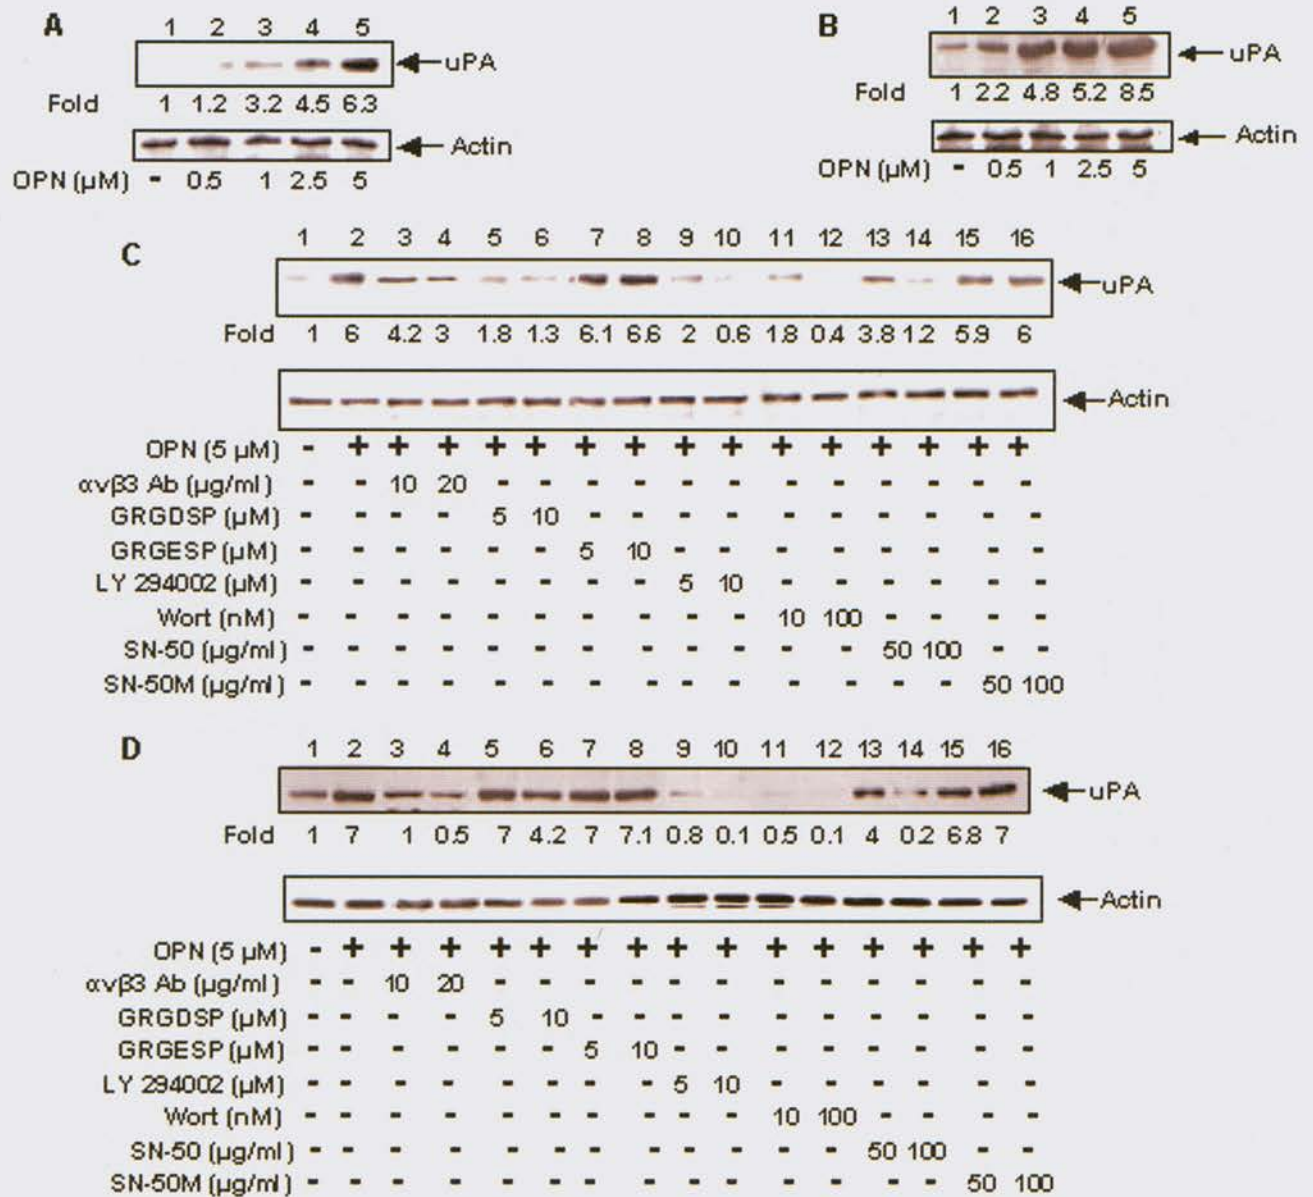 A
1 2 3 4 5
uPA
Fold 1 1.2 3.2 4.5 6.3
Actin
OPN (µM) - 0.5 1 2.5 5
B
1 2 3 4 5
uPA
Fold 1 2.2 4.8 5.2 8.5
Actin
OPN (µM) - 0.5 1 2.5 5
C
1 2 3 4 5 6 7 8 9 10 11 12 13 14 15 16
uPA
Fold 1 6 4.2 3 1.8 1.3 6.1 6.6 2 0.6 1.8 0.4 3.8 1.2 5.9 6
Actin
OPN (5 µM) - + + + + + + + + + + + + + + +
αvβ3 Ab (µg/ml) - - 10 20 - - - - - - - - - - - -
GRGDSP (µM) - - - - 5 10 - - - - - - - - - -
GRGESP (µM) - - - - - - 5 10 - - - - - - - -
LY 294002 (µM) - - - - - - - - 5 10 - - - - - -
Wort (nM) - - - - - - - - - - 10 100 - - - -
SN-50 (µg/ml) - - - - - - - - - - - - 50 100 - -
SN-50M (µg/ml) - - - - - - - - - - - - - - 50 100
D
1 2 3 4 5 6 7 8 9 10 11 12 13 14 15 16
uPA
Fold 1 7 1 0.5 7 4.2 7 7.1 0.8 0.1 0.5 0.1 4 0.2 6.8 7
Actin
OPN (5 µM) - + + + + + + + + + + + + + + +
αvβ3 Ab (µg/ml) - - 10 20 - - - - - - - - - - - -
GRGDSP (µM) - - - - 5 10 - - - - - - - - - -
GRGESP (µM) - - - - - - 5 10 - - - - - - - -
LY 294002 (µM) - - - - - - - - 5 10 - - - - - -
Wort (nM) - - - - - - - - - - 10 100 - - - -
SN-50 (µg/ml) - - - - - - - - - - - - 50 100 - -
SN-50M (µg/ml) - - - - - - - - - - - - - - 50 100